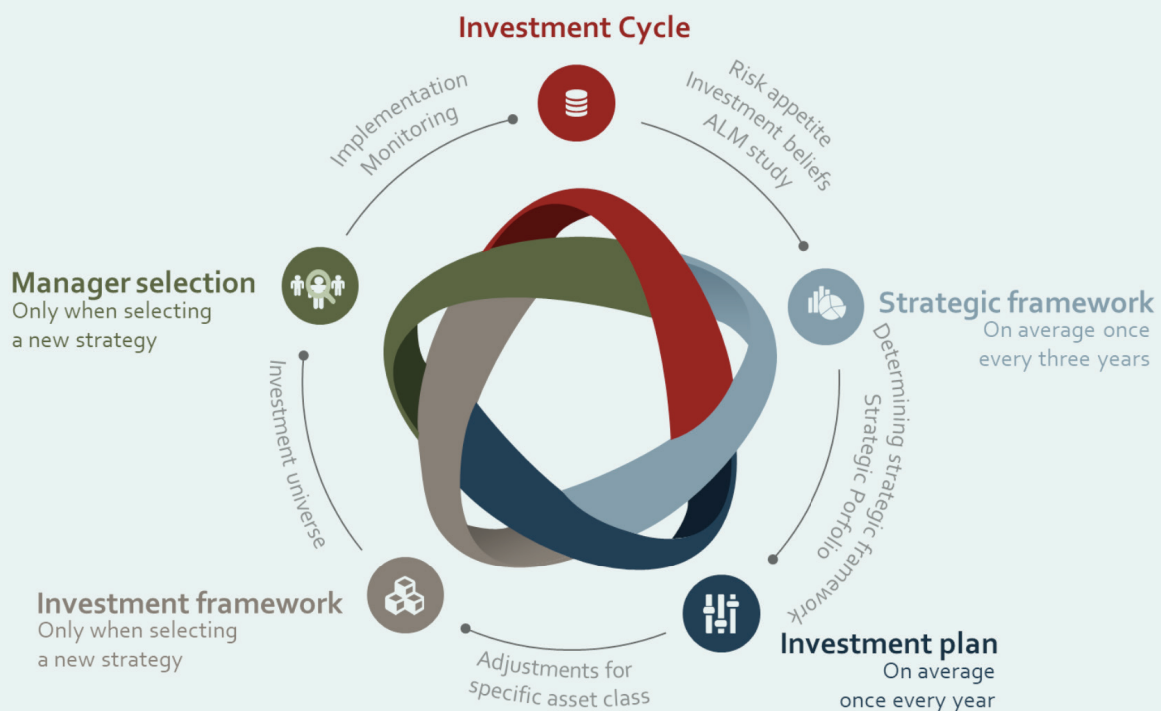 Investment Cycle
Risk appetite
Investment beliefs
ALM study
Strategic framework
On average once
every three years
Determining strategic framework
Strategic Porfolio
Investment plan
On average
once every year
Adjustments for
specific asset class
Investment framework
Only when selecting
a new strategy
Investment universe
Manager selection
Only when selecting
a new strategy
Implementation
Monitoring